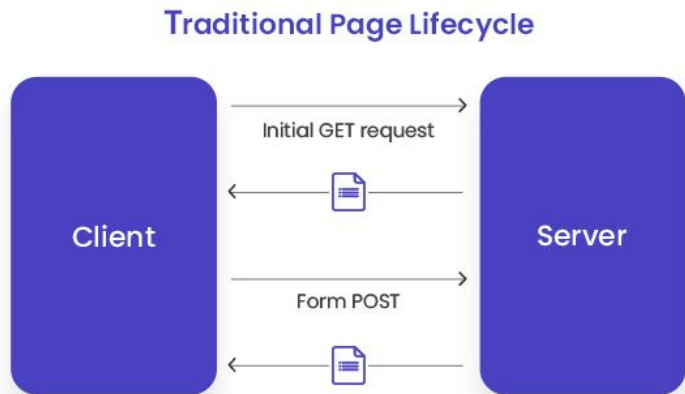 Traditional Page Lifecycle
Initial GET request
Client
Server
Form POST